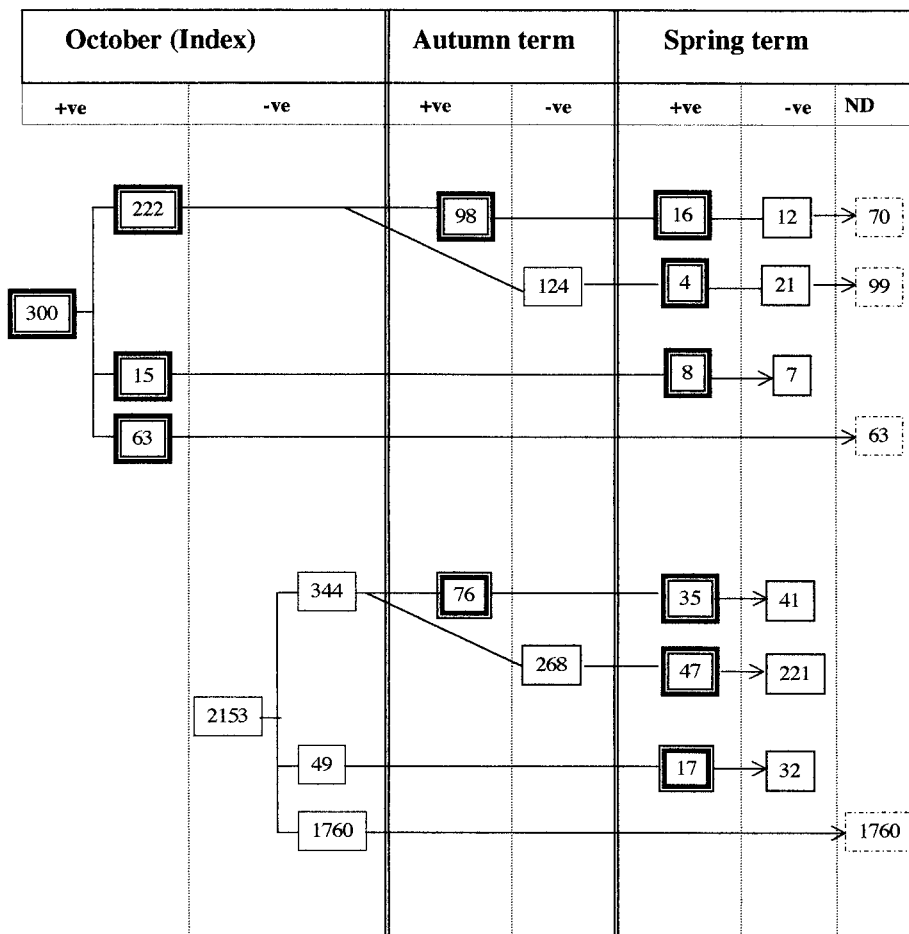 October (Index) Autumn term Spring term
+ve -ve +ve -ve +ve -ve ND
222 98 16 12 70
124 4 21 99
300
15 8 7
63 63
344 76 35 41
268 47 221
2153
49 17 32
1760 1760